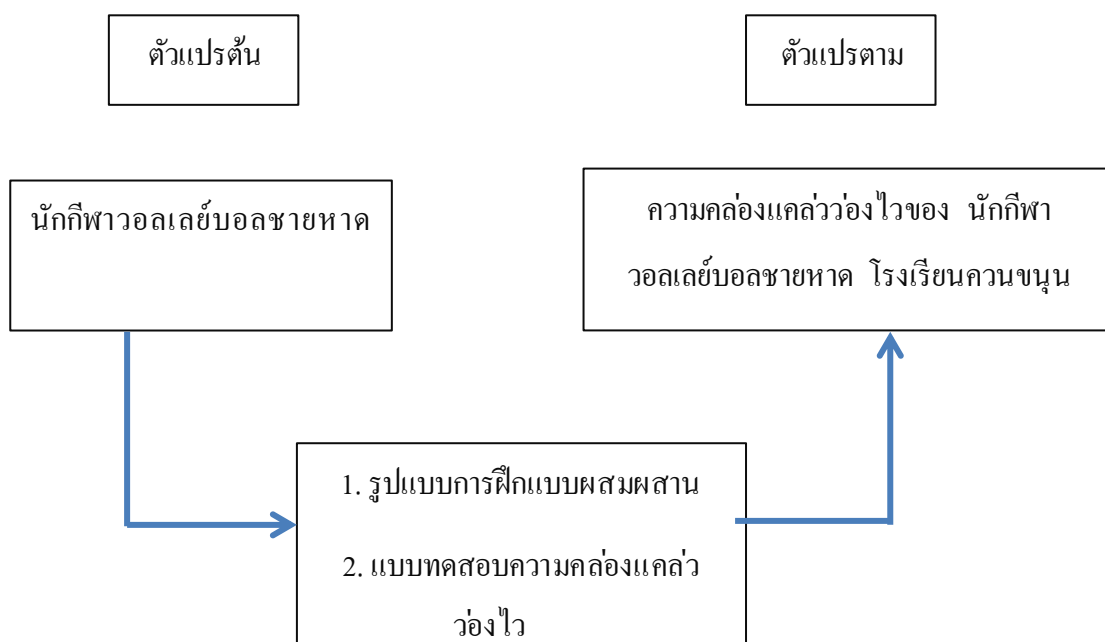 ตัวแปรต้น
ตัวแปรตาม
นักกีฬาวอลเลย์บอลชายหาด
ความคล่องแคล่วว่องไวของ นักกีฬา
วอลเลย์บอลชายหาด โรงเรียนควนขนุน
1. รูปแบบการฝึกแบบผสมผสาน
2. แบบทดสอบความคล่องแคล่ว
ว่องไว